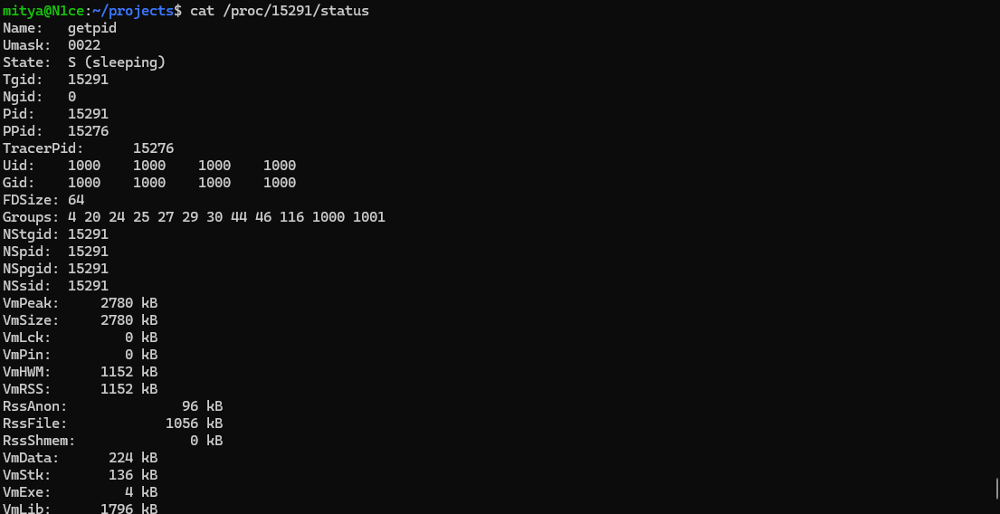 mitya@N1ce:~/projects$ cat /proc/15291/status
Name:   getpid
Umask:  0022
State:  S (sleeping)
Tgid:   15291
Ngid:   0
Pid:    15291
PPid:   15276
TracerPid:      15276
Uid:    1000    1000    1000    1000
Gid:    1000    1000    1000    1000
FDSize: 64
Groups: 4 20 24 25 27 29 30 44 46 116 1000 1001
NStgid: 15291
NSpid:  15291
NSpgid: 15291
NSsid:  15291
VmPeak:     2780 kB
VmSize:     2780 kB
VmLck:         0 kB
VmPin:         0 kB
VmHWM:      1152 kB
VmRSS:      1152 kB
RssAnon:              96 kB
RssFile:            1056 kB
RssShmem:              0 kB
VmData:      224 kB
VmStk:       136 kB
VmExe:         4 kB
VmLib:      1796 kB